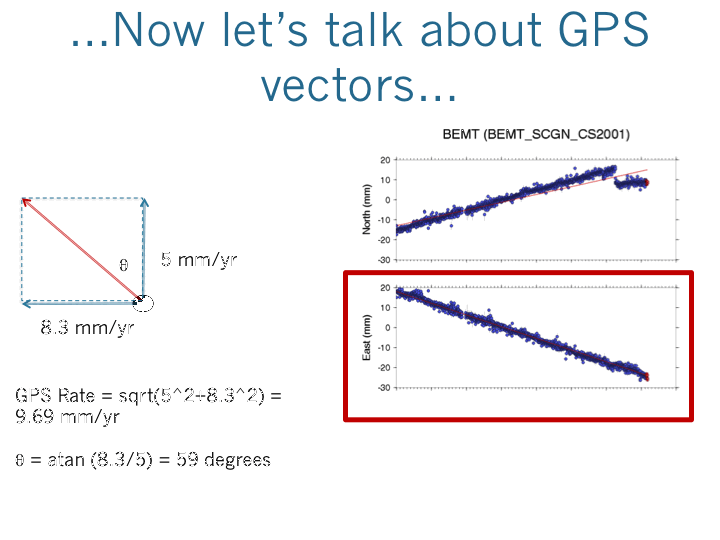 ...Now let's talk about GPS
vectors...
BEMT (BEMT_SCGN_CS2001)
20
10
0
-10
-20
-30
North (mm)
20
10
0
-10
-20
-30
East (mm)
θ
5 mm/yr
8.3 mm/yr
GPS Rate = sqrt(5^2+8.3^2) =
9.69 mm/yr
θ = atan (8.3/5) = 59 degrees